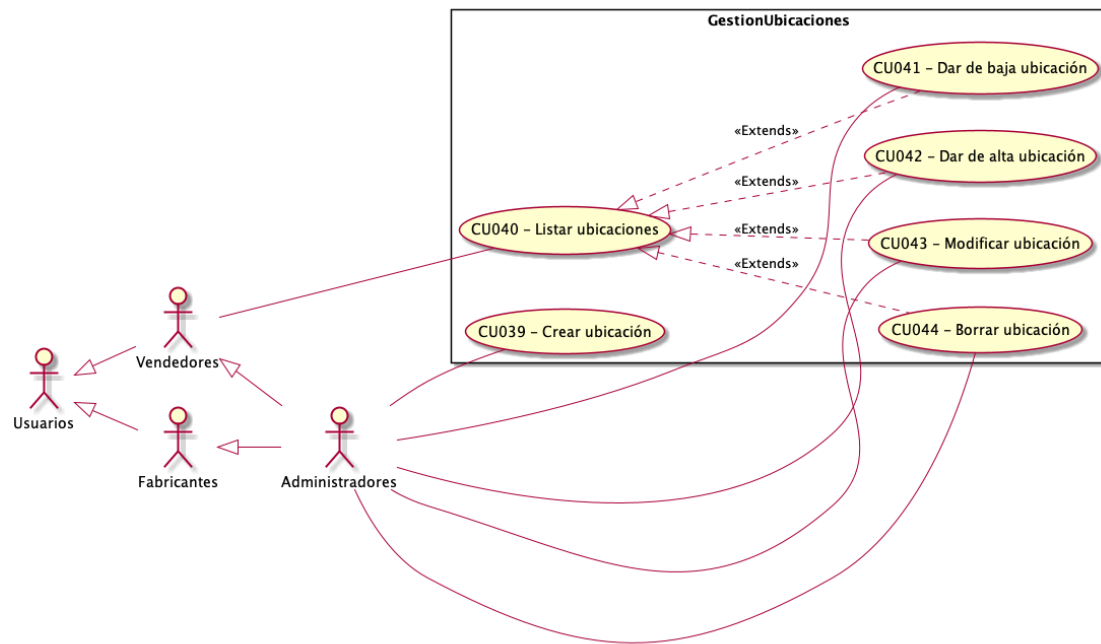 GestionUbicaciones
CU041 – Dar de baja ubicación
«Extends»
CU042 – Dar de alta ubicación
«Extends»
CU040 – Listar ubicaciones
«Extends»
CU043 – Modificar ubicación
«Extends»
CU039 – Crear ubicación
CU044 – Borrar ubicación
Vendedores
Usuarios
Fabricantes
Administradores